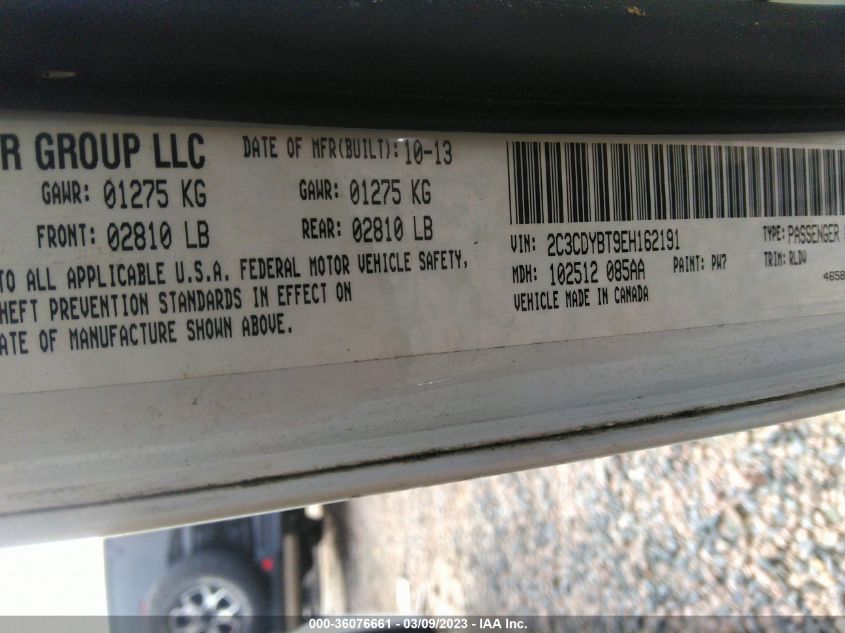 R GROUP LLC
DATE OF MFR(BUILT): 10-13
GAWR: 01275 KG
GAWR: 01275 KG
FRONT: 02810 LB
REAR: 02810 LB
TO ALL APPLICABLE U.S.A. FEDERAL MOTOR VEHICLE SAFETY,
HEFT PREVENTION STANDARDS IN EFFECT ON
ATE OF MANUFACTURE SHOWN ABOVE.
VIN: 2C3CDYBT9EH162191
TYPE: PASSENGER
MDH: 102512 085AA
PAINT: PW7
TRIM: RLDV
VEHICLE MADE IN CANADA
4658
000-36076661 - 03/09/2023 - © IAA Inc.